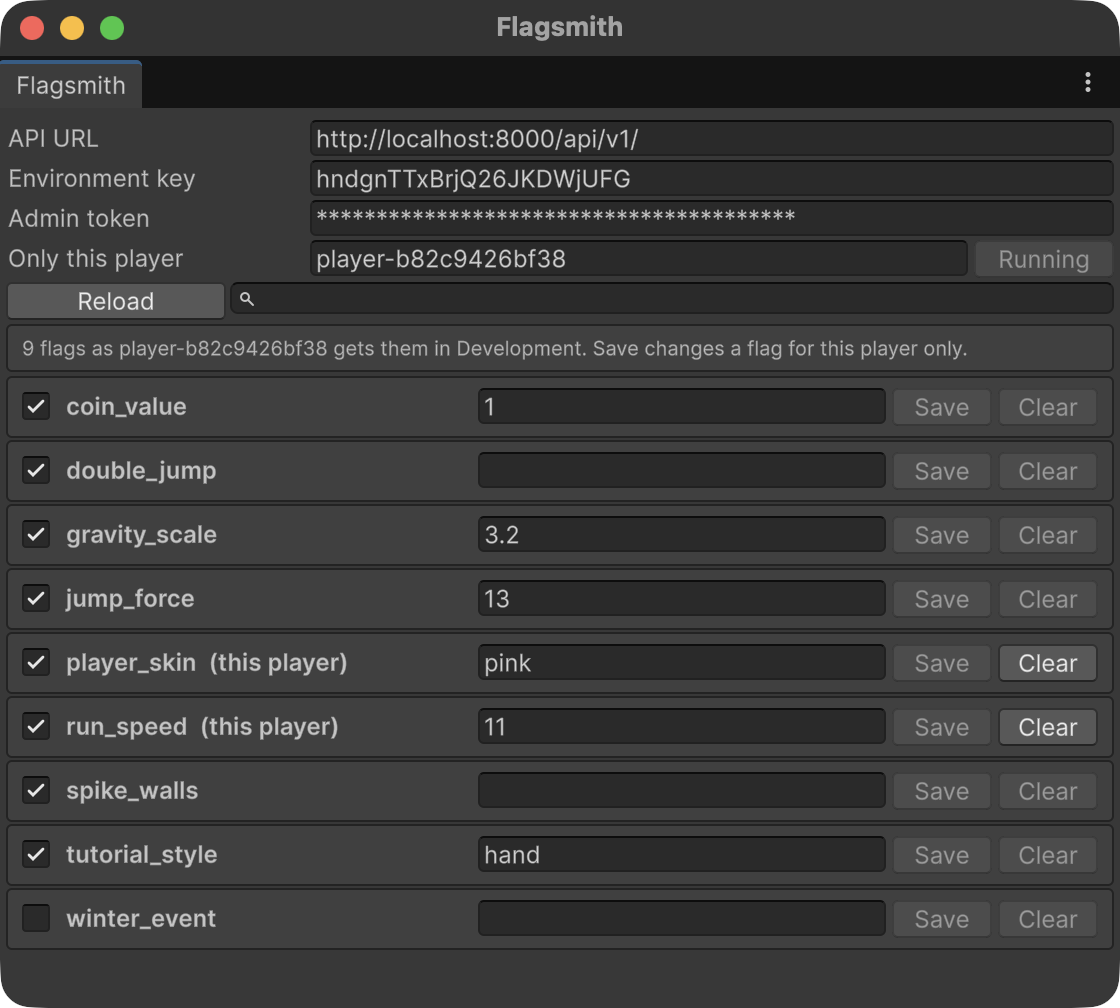 Flagsmith
Flagsmith
API URL http://localhost:8000/api/v1/
Environment key hndgnTTxBrjQ26JKDWjUFG
Admin token ****************************************
Only this player player-b82c9426bf38 Running
Reload
9 flags as player-b82c9426bf38 gets them in Development. Save changes a flag for this player only.
coin_value 1 Save Clear
double_jump Save Clear
gravity_scale 3.2 Save Clear
jump_force 13 Save Clear
player_skin (this player) pink Save Clear
run_speed (this player) 11 Save Clear
spike_walls Save Clear
tutorial_style hand Save Clear
winter_event Save Clear